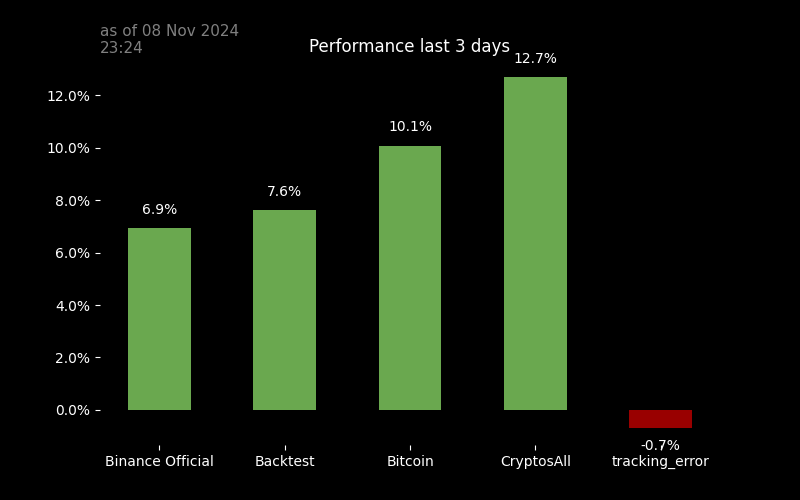 as of 08 Nov 2024
23:24
Performance last 3 days
12.7%
12.0%
10.1%
10.0%
7.6%
8.0%
6.9%
6.0%
4.0%
2.0%
0.0%
-0.7%
Binance Official
Backtest
Bitcoin
CryptosAll
tracking_error